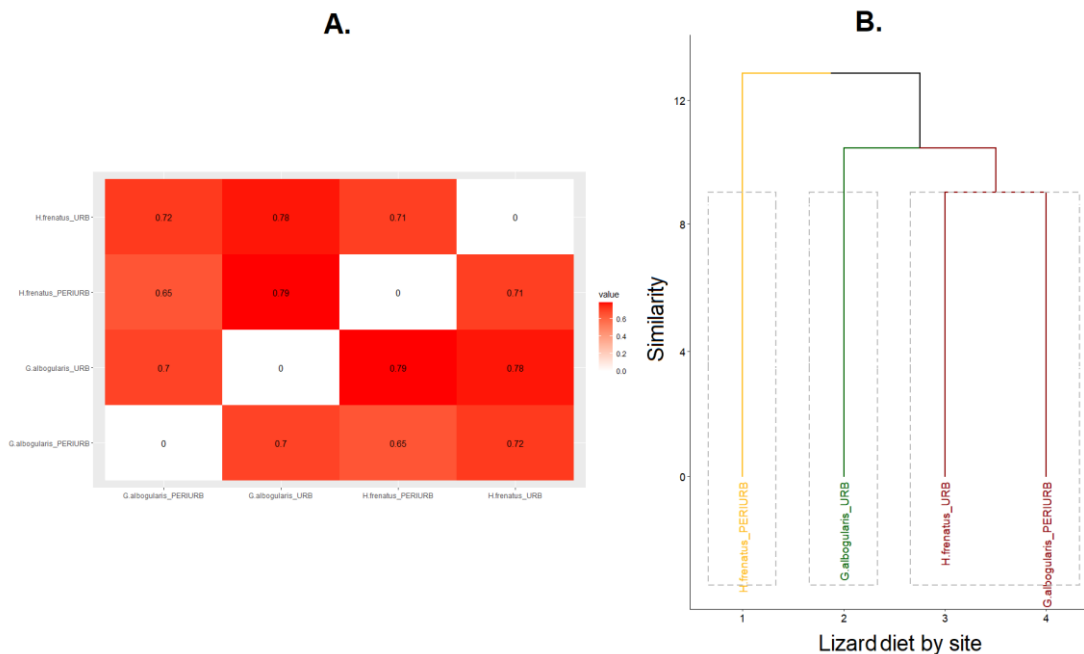 A.
H.frenatus_URB
0.72
0.78
0.71
0
H.frenatus_PERIURB
0.65
0.79
0
0.71
G.albogularis_URB
0.7
0
0.79
0.78
G.albogularis_PERIURB
0
0.7
0.65
0.72
G.albogularis_PERIURB
G.albogularis_URB
H.frenatus_PERIURB
H.frenatus_URB
value
0.6
0.4
0.2
0.0
B.
Similarity
12
8
4
0
H.frenatus_PERIURB
G.albogularis_URB
H.frenatus_URB
G.albogularis_PERIURB
1
2
3
4
Lizard diet by site